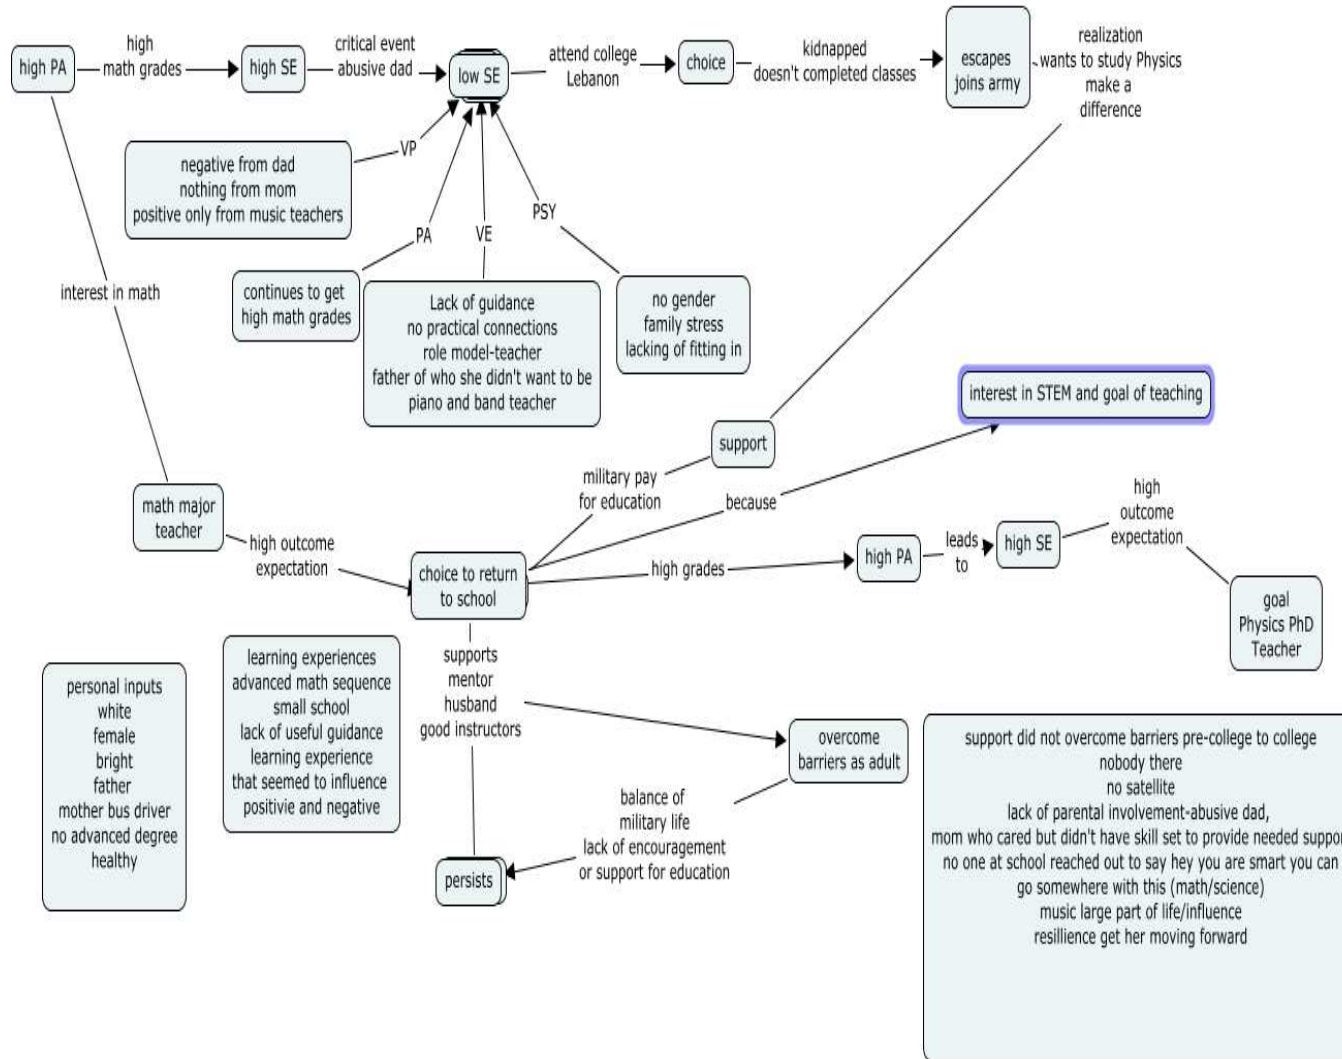 high PA
high
math grades
high SE
critical event
abusive dad
low SE
attend college
Lebanon
choice
kidnapped
doesn't completed classes
escapes
joins army
realization
wants to study Physics
make a
difference
negative from dad
nothing from mom
positive only from music teachers
VP
PA
VE
PSY
interest in math
continues to get
high math grades
Lack of guidance
no practical connections
role model-teacher
father of who she didn't want to be
piano and band teacher
no gender
family stress
lacking of fitting in
interest in STEM and goal of teaching
support
military pay
for education
because
math major
teacher
high outcome
expectation
choice to return
to school
high grades
high PA
leads
to
high SE
high
outcome
expectation
goal
Physics PhD
Teacher
personal inputs
white
female
bright
father
mother bus driver
no advanced degree
healthy
learning experiences
advanced math sequence
small school
lack of useful guidance
learning experience
that seemed to influence
positivie and negative
supports
mentor
husband
good instructors
overcome
barriers as adult
balance of
military life
lack of encouragement
or support for education
persists
support did not overcome barriers pre-college to college
nobody there
no satellite
lack of parental involvement-abusive dad,
mom who cared but didn't have skill set to provide needed suppor
no one at school reached out to say hey you are smart you can
go somewhere with this (math/science)
music large part of life/influence
resillience get her moving forward